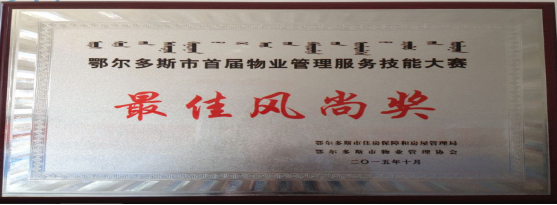 鄂尔多斯市首届物业管理服务技能大赛
最佳风尚奖
鄂尔多斯市住房保障和房屋管理局
鄂尔多斯市物业管理协会
二〇一五年十月